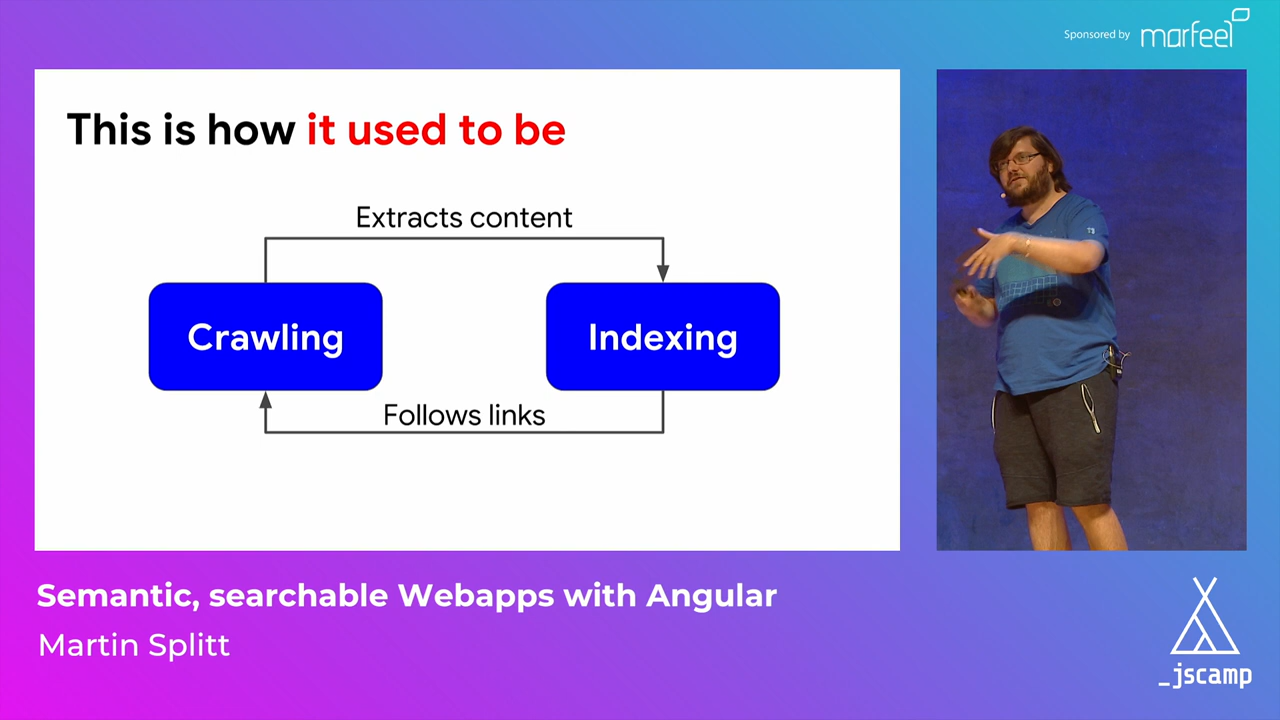 Sponsored by marfeel
This is how it used to be
Extracts content
Crawling
Indexing
Follows links
Semantic, searchable Webapps with Angular
Martin Splitt
_jscamp